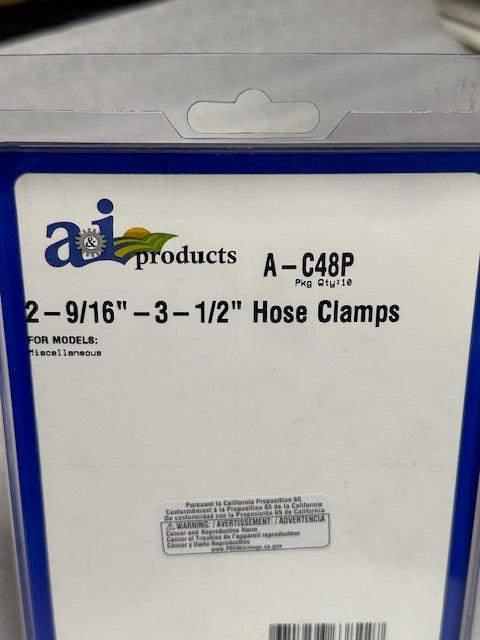 a&i products
A-C48P
Pkg Qty:10
2-9/16"-3-1/2" Hose Clamps
FOR MODELS:
Miscellaneous
Pursuant to California Proposition 65
Conformément à la Proposition 65 de la Californie
De conformidad con la Proposición 65 de California
⚠ WARNING: / AVERTISSEMENT: / ADVERTENCIA
Cancer and Reproductive Harm
Cancer et Troubles de l'appareil reproducteur
Cáncer y Daño Reproductivo
www.P65Warnings.ca.gov